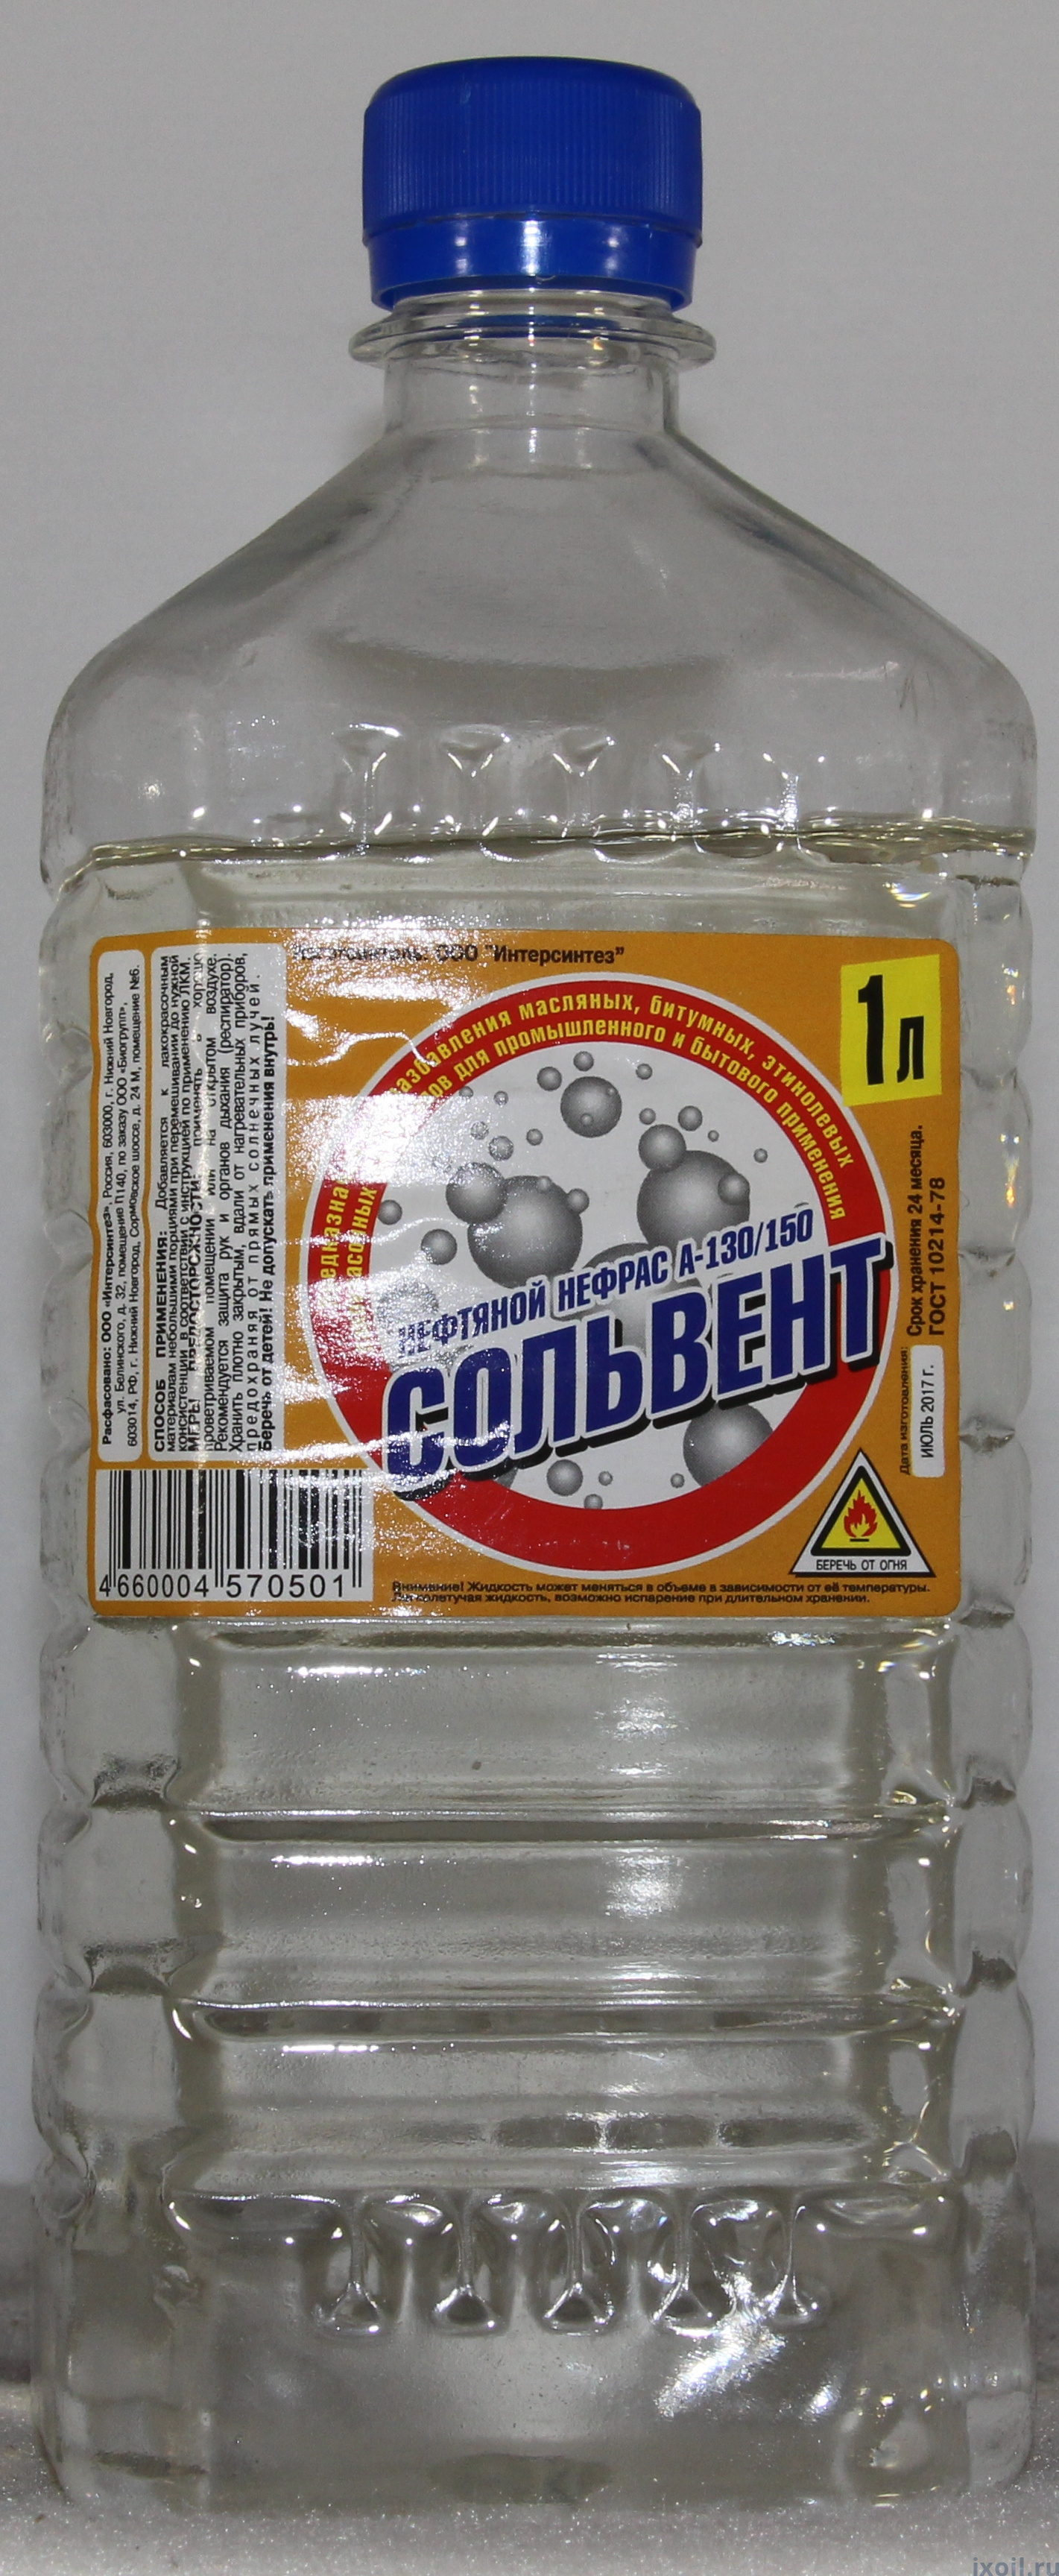 ООО "Интерсинтез"
1л
азбавления масляных, битумных, этинолевых
ов для промышленного и бытового применения
НЕФТЯНОЙ НЕФРАС А-130/150
СОЛЬВЕНТ
Срок хранения 24 месяца.
ГОСТ 10214-78
Дата изготовления:
ИЮЛЬ 2017 г.
БЕРЕЧЬ ОТ ОГНЯ
Внимание! Жидкость может меняться в объеме в зависимости от её температуры.
Легколетучая жидкость, возможно испарение при длительном хранении.
Расфасовано: ООО «Интерсинтез», Россия, 603000, г. Нижний Новгород,
ул. Белинского, д. 32, помещение П140, по заказу ООО «Биогрупп»,
603014, РФ, г. Нижний Новгород, Сормовское шоссе, д. 24 М, помещение №6.
СПОСОБ ПРИМЕНЕНИЯ: Добавляется к лакокрасочным
материалам небольшими порциями при перемешивании до нужной
консистенции в соответствии с инструкцией по применению ЛКМ.
МЕРЫ ПРЕДОСТОРОЖНОСТИ: применять в хорошо
проветриваемом помещении или на открытом воздухе.
Рекомендуется защита рук и органов дыхания (респиратор).
Хранить плотно закрытым, вдали от нагревательных приборов,
предохраняя от прямых солнечных лучей.
Беречь от детей! Не допускать применения внутрь!
4 660004 570501
ixoil.ru